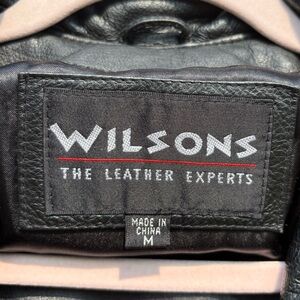 WILSONS
THE LEATHER EXPERTS
MADE IN
CHINA
M